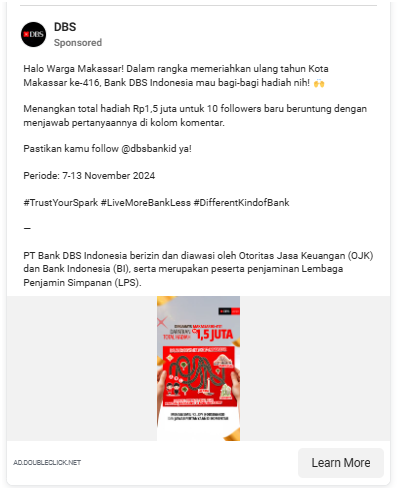 DBS
Sponsored
Halo Warga Makassar! Dalam rangka memeriahkan ulang tahun Kota
Makassar ke-416, Bank DBS Indonesia mau bagi-bagi hadiah nih! 🙌
Menangkan total hadiah Rp1,5 juta untuk 10 followers baru beruntung dengan
menjawab pertanyaannya di kolom komentar.
Pastikan kamu follow @dbsbankid ya!
Periode: 7-13 November 2024
#TrustYourSpark #LiveMoreBankLess #DifferentKindofBank
—
PT Bank DBS Indonesia berizin dan diawasi oleh Otoritas Jasa Keuangan (OJK)
dan Bank Indonesia (BI), serta merupakan peserta penjaminan Lembaga
Penjamin Simpanan (LPS).
1,5 JUTA
AD.DOUBLECLICK.NET
Learn More